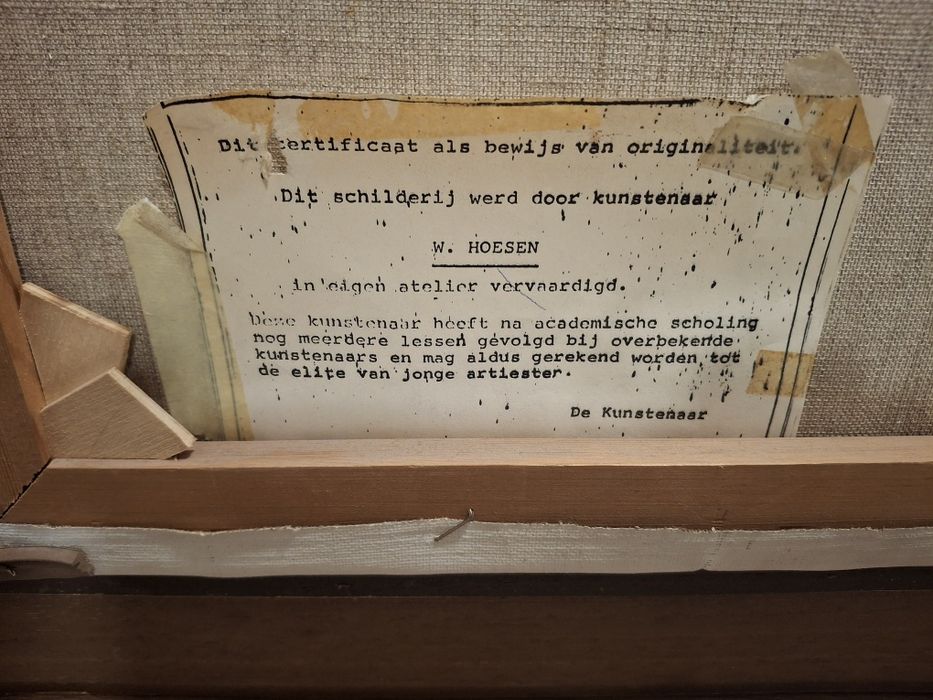 Dit certificaat als bewijs van originaliteit.
Dit schilderij werd door kunstenaar
W. HOESEN
in eigen atelier vervaardigd.
Deze kunstenaar heeft na academische scholing
nog meerdere lessen gevolgd bij overbekende
kunstenaars en mag aldus gerekend worden tot
de elite van jonge artiesten.
De Kunstenaar